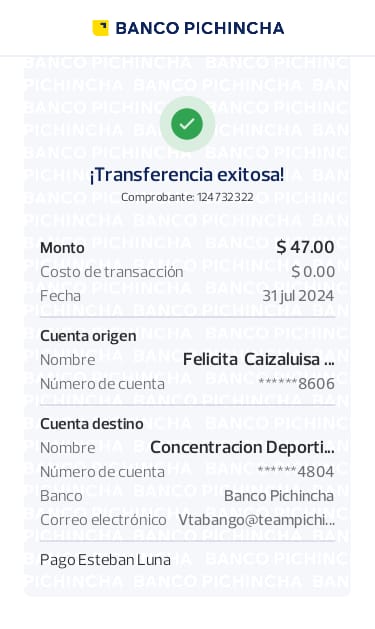 BANCO PICHINCHA
¡Transferencia exitosa!
Comprobante: 124732322
Monto $ 47.00
Costo de transacción $ 0.00
Fecha 31 jul 2024
Cuenta origen
Nombre Felicita Caizaluisa ...
Número de cuenta ******8606
Cuenta destino
Nombre Concentracion Deporti...
Número de cuenta ******4804
Banco Banco Pichincha
Correo electrónico Vtabango@teampichi...
Pago Esteban Luna